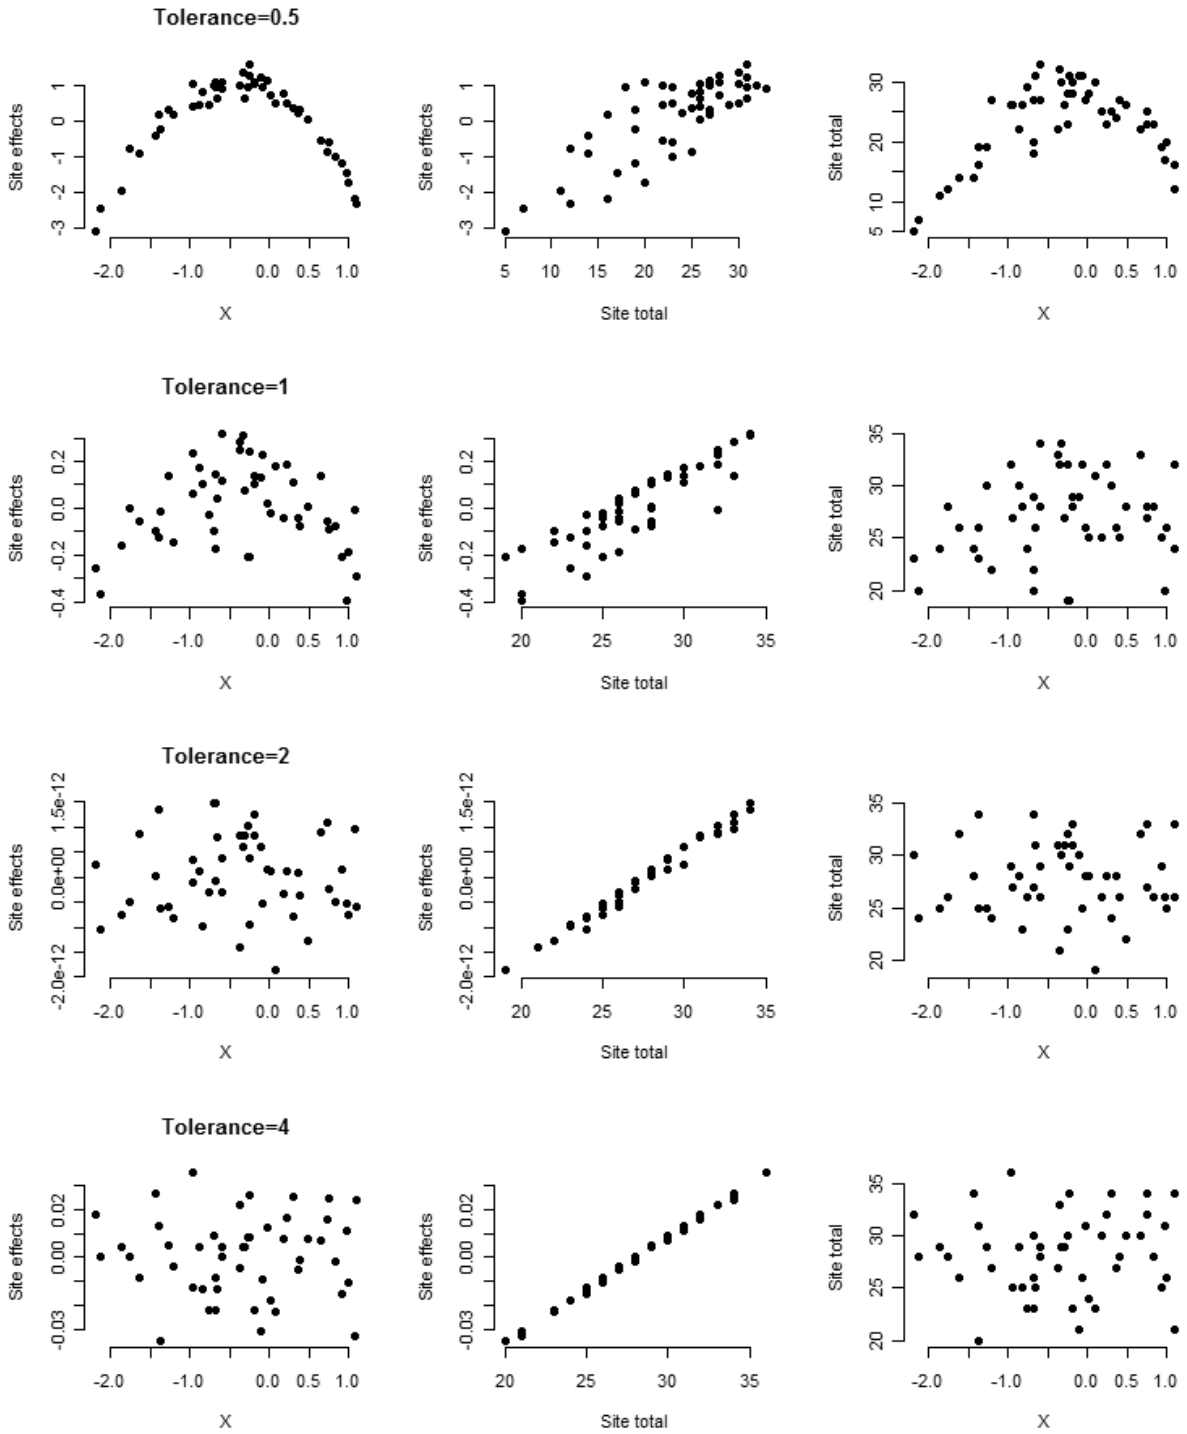 Tolerance=0.5
Site effects
1
0
-1
-2
-3
-2.0 -1.0 0.0 1.0
X
Site effects
1
0
-1
-2
-3
5 10 15 20 25 30
Site total
Site total
30
20
10
5
-2.0 -1.0 0.0 0.5 1.0
X
Tolerance=1
Site effects
0.2
0.0
-0.2
-0.4
-2.0 -1.0 0.0 0.5 1.0
X
Site effects
0.2
0.0
-0.2
-0.4
20 25 30 35
Site total
Site total
35
30
25
20
-2.0 -1.0 0.0 0.5 1.0
X
Tolerance=2
Site effects
1.5e-12
0.0e+00
-2.0e-12
-2.0 -1.0 0.0 0.5 1.0
X
Site effects
1.5e-12
0.0e+00
-2.0e-12
20 25 30 35
Site total
Site total
35
30
25
20
-2.0 -1.0 0.0 0.5 1.0
X
Tolerance=4
Site effects
0.02
0.00
-0.03
-2.0 -1.0 0.0 0.5 1.0
X
Site effects
0.02
0.00
-0.03
20 25 30 35
Site total
Site total
35
30
25
20
-2.0 -1.0 0.0 0.5 1.0
X